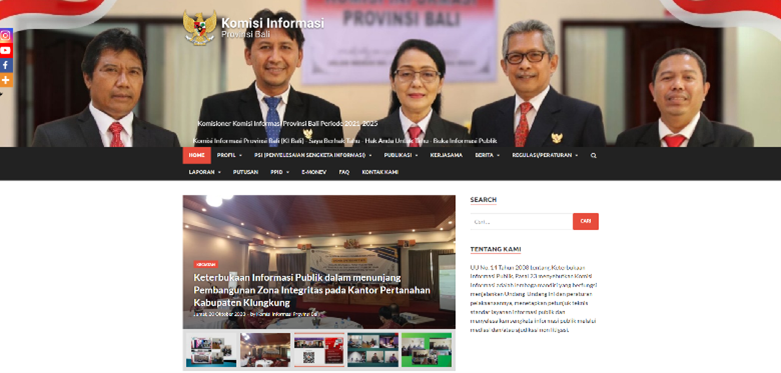 Komisi Informasi
Provinsi Bali
PROVINSI BALI
Komisioner Komisi Informasi Provinsi Bali Periode 2021-2025
Komisi Informasi Provinsi Bali (KI Bali) - Saya Berhak Tahu - Hak Anda Untuk Tahu - Buka Informasi Publik
HOME PROFIL PSI (PENYELESAIAN SENGKETA INFORMASI) PUBLIKASI KERJASAMA BERITA REGULASI/PERATURAN
LAPORAN PUTUSAN PPID E-MONEV FAQ KONTAK KAMI
SEARCH
CARI ...
CARI
KEGIATAN
Keterbukaan Informasi Publik dalam menunjang
Pembangunan Zona Integritas pada Kantor Pertanahan
Kabupaten Klungkung
Jumat, 20 Oktober 2023 - by Komisi Informasi Provinsi Bali
TENTANG KAMI
UU No. 14 Tahun 2008 tentang Keterbukaan
Informasi Publik, Pasal 23 menyebutkan Komisi
Informasi adalah lembaga mandiri yang berfungsi
menjalankan Undang-Undang ini dan peraturan
pelaksanaannya, menetapkan petunjuk teknis
standar layanan informasi publik dan
menyelesaikan sengketa informasi publik melalui
mediasi dan/atau ajudikasi nonlitigasi.